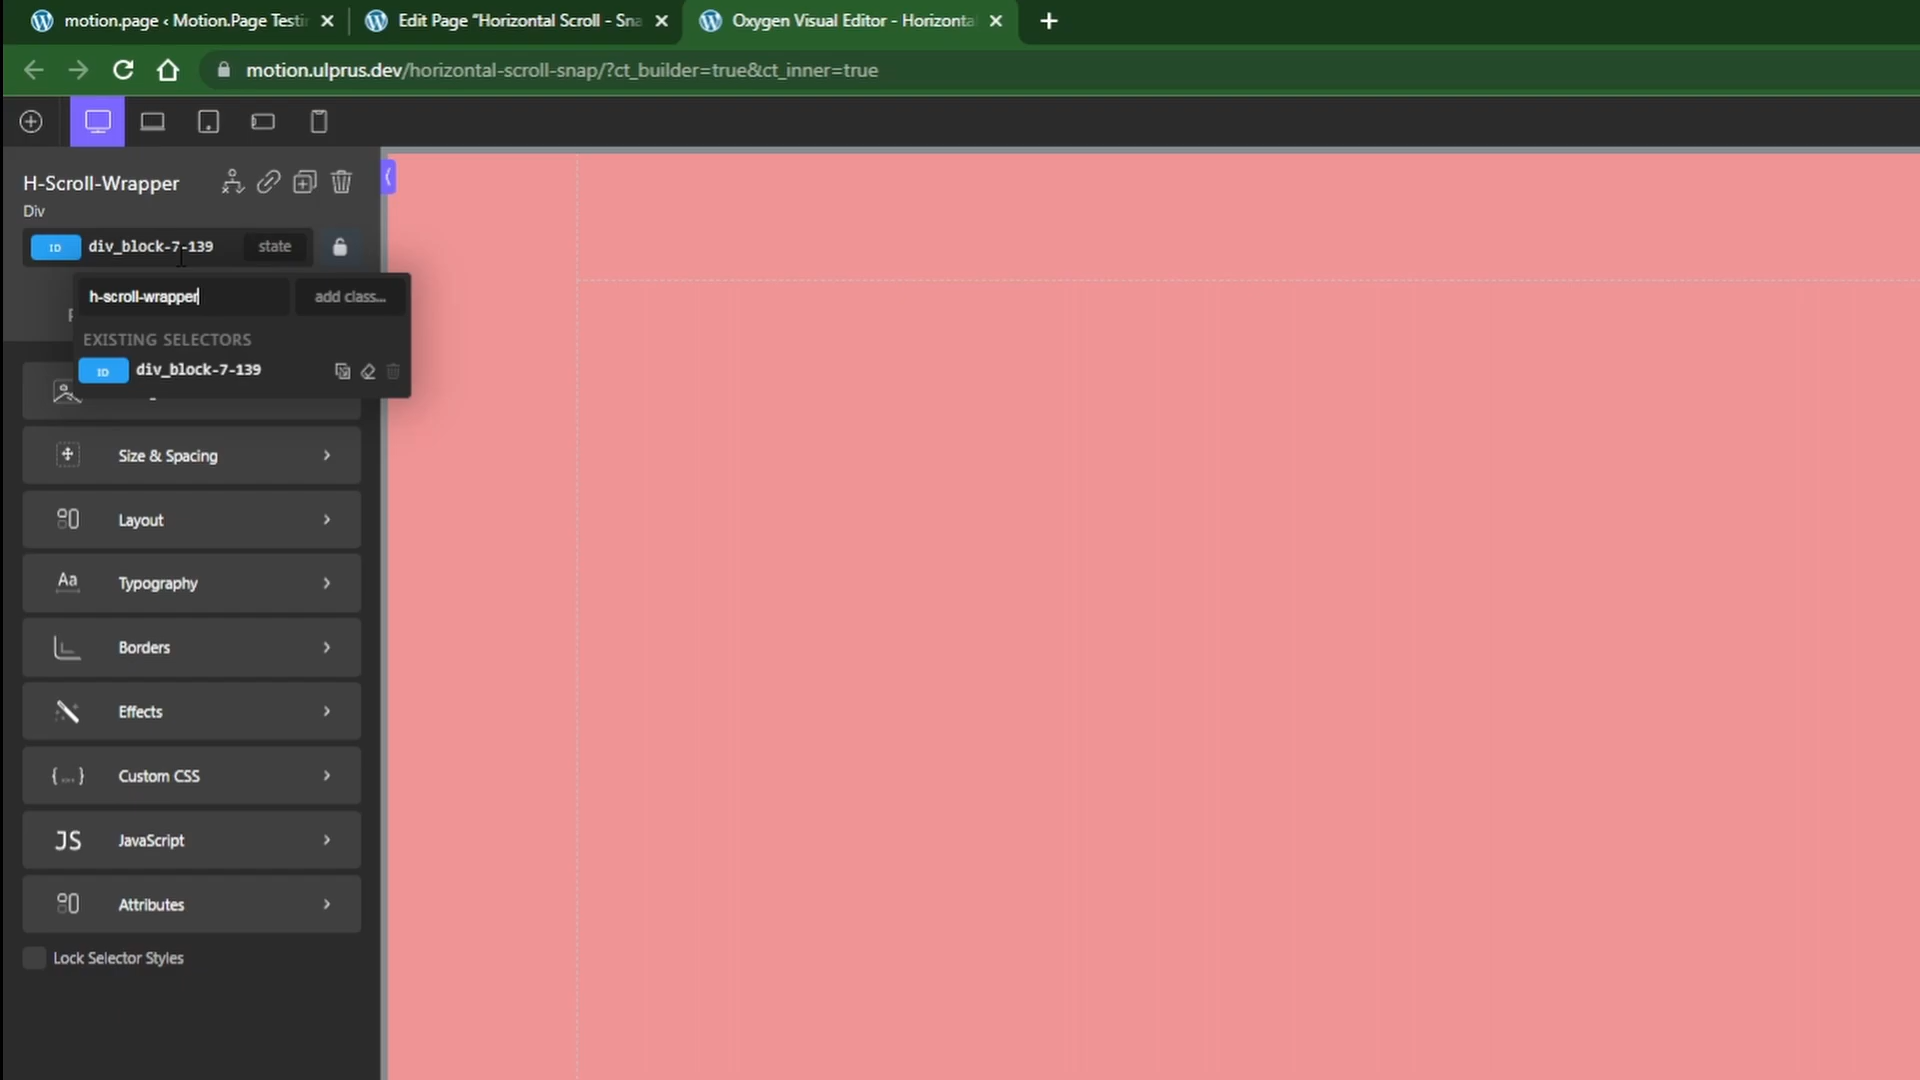 motion.page ‹ Motion.Page Testin
Edit Page "Horizontal Scroll - Sna
Oxygen Visual Editor - Horizonta
motion.ulprus.dev/horizontal-scroll-snap/?ct_builder=true&ct_inner=true
H-Scroll-Wrapper
Div
ID div_block-7-139 state
h-scroll-wrapper add class...
EXISTING SELECTORS
ID div_block-7-139
Size & Spacing
Layout
Aa Typography
Borders
Effects
{...} Custom CSS
JS JavaScript
Attributes
Lock Selector Styles